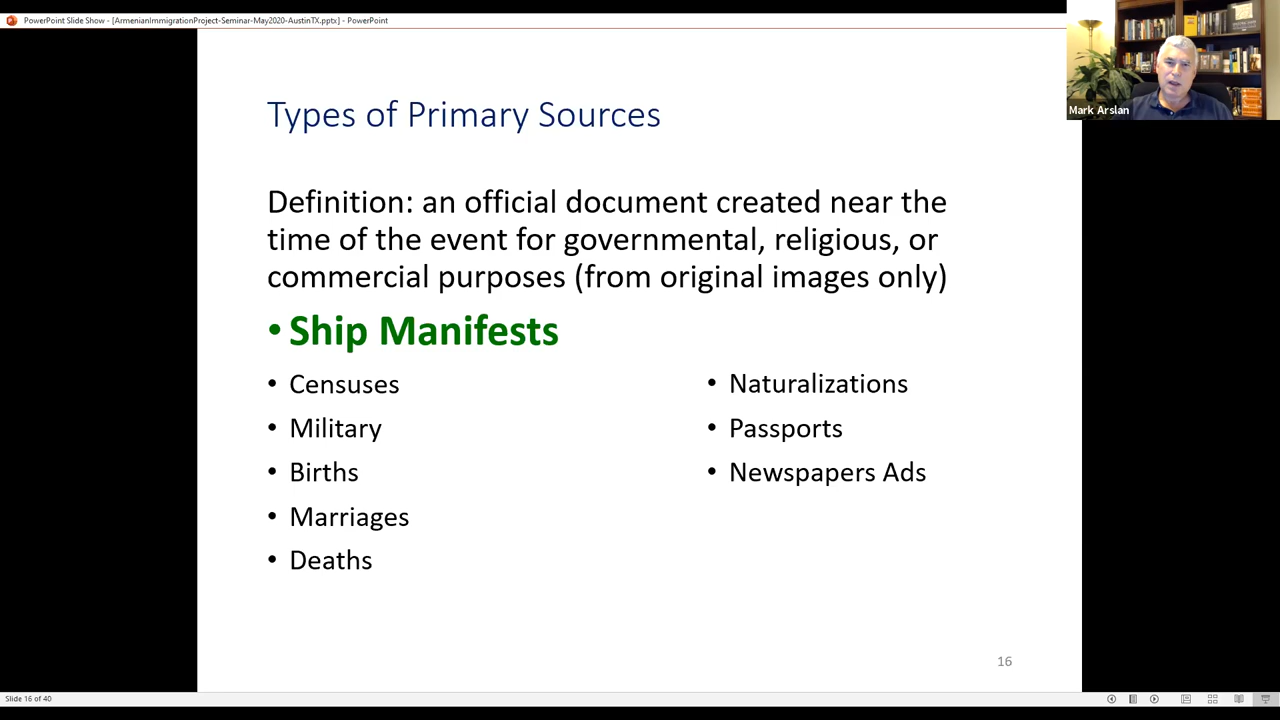 PowerPoint Slide Show - [ArmenianImmigrationProject-Seminar-May2020-AustinTX.pptx] - PowerPoint
Mark Arslan
Types of Primary Sources
Definition: an official document created near the
time of the event for governmental, religious, or
commercial purposes (from original images only)
• Ship Manifests
• Censuses
• Military
• Births
• Marriages
• Deaths
• Naturalizations
• Passports
• Newspapers Ads
16
Slide 16 of 40